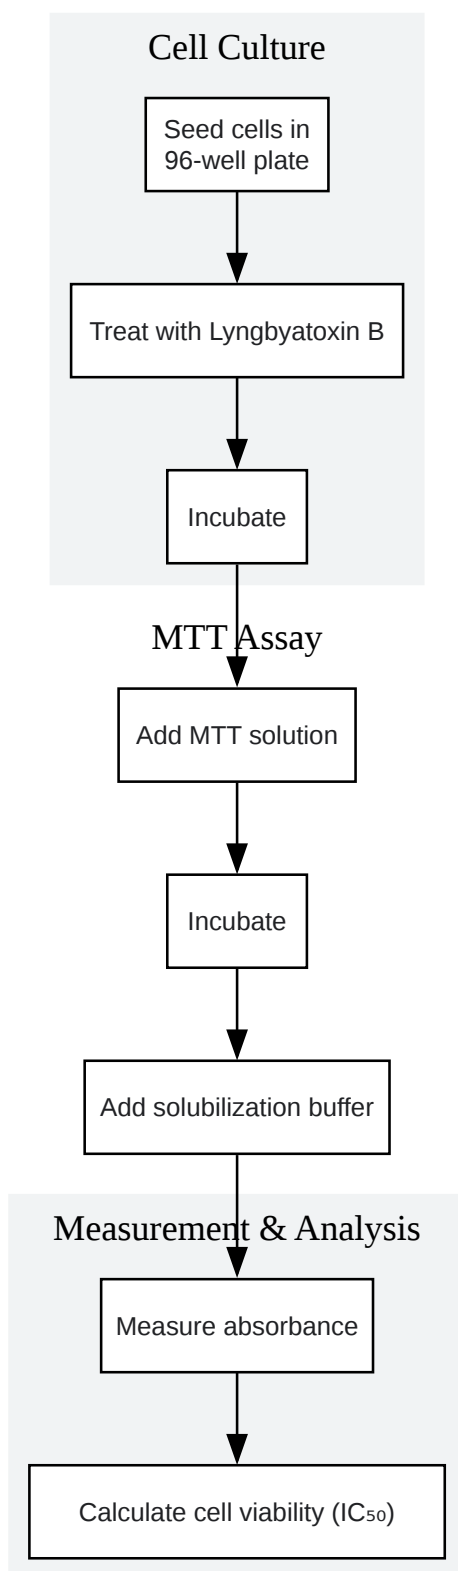 Cell Culture
Seed cells in
96-well plate
Treat with Lyngbyatoxin B
Incubate
MTT Assay
Add MTT solution
Incubate
Add solubilization buffer
Measurement & Analysis
Measure absorbance
Calculate cell viability (IC₅₀)